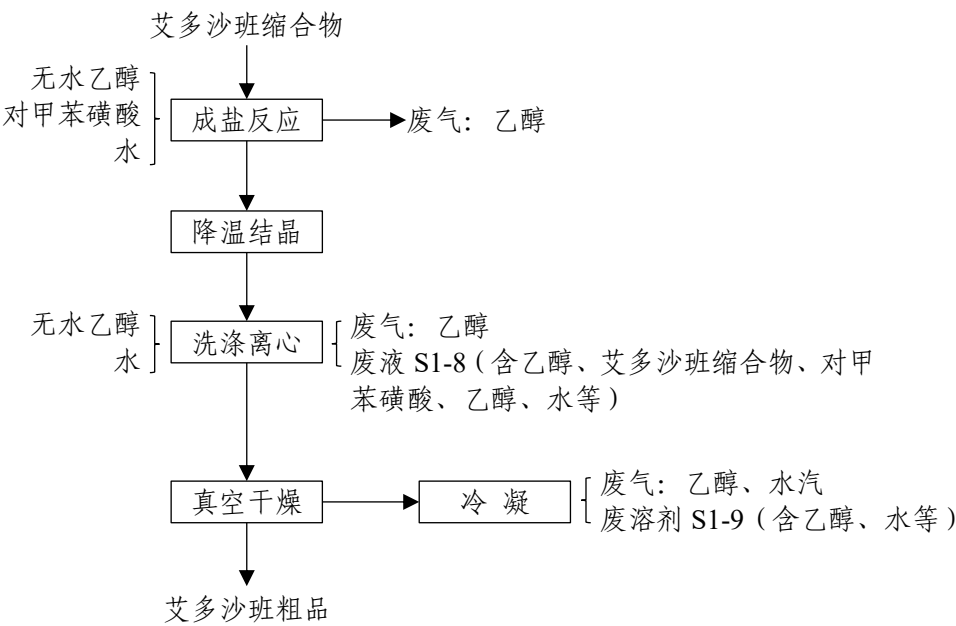 艾多沙班缩合物
无水乙醇
对甲苯磺酸
水
成盐反应
废气：乙醇
降温结晶
无水乙醇
水
洗涤离心
废气：乙醇
废液 S1-8（含乙醇、艾多沙班缩合物、对甲
苯磺酸、乙醇、水等）
真空干燥
冷 凝
废气：乙醇、水汽
废溶剂 S1-9（含乙醇、水等）
艾多沙班粗品